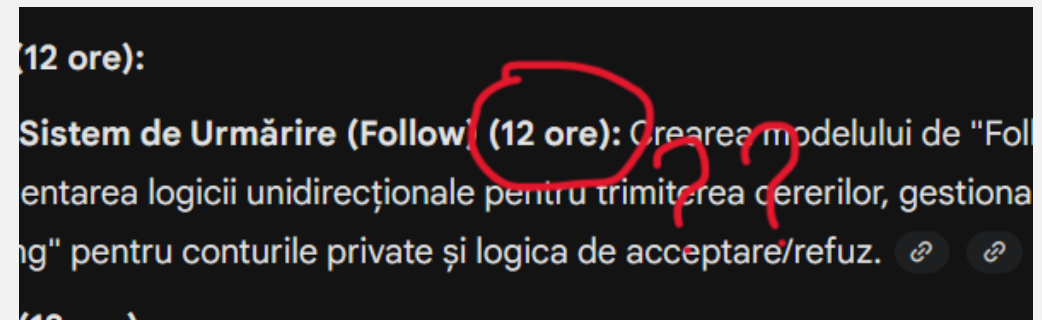 (12 ore):
Sistem de Urmărire (Follow) (12 ore): Crearea modelului de "Foll
entarea logicii unidirecționale pentru trimiterea cererilor, gestiona
ng" pentru conturile private și logica de acceptare/refuz.
??